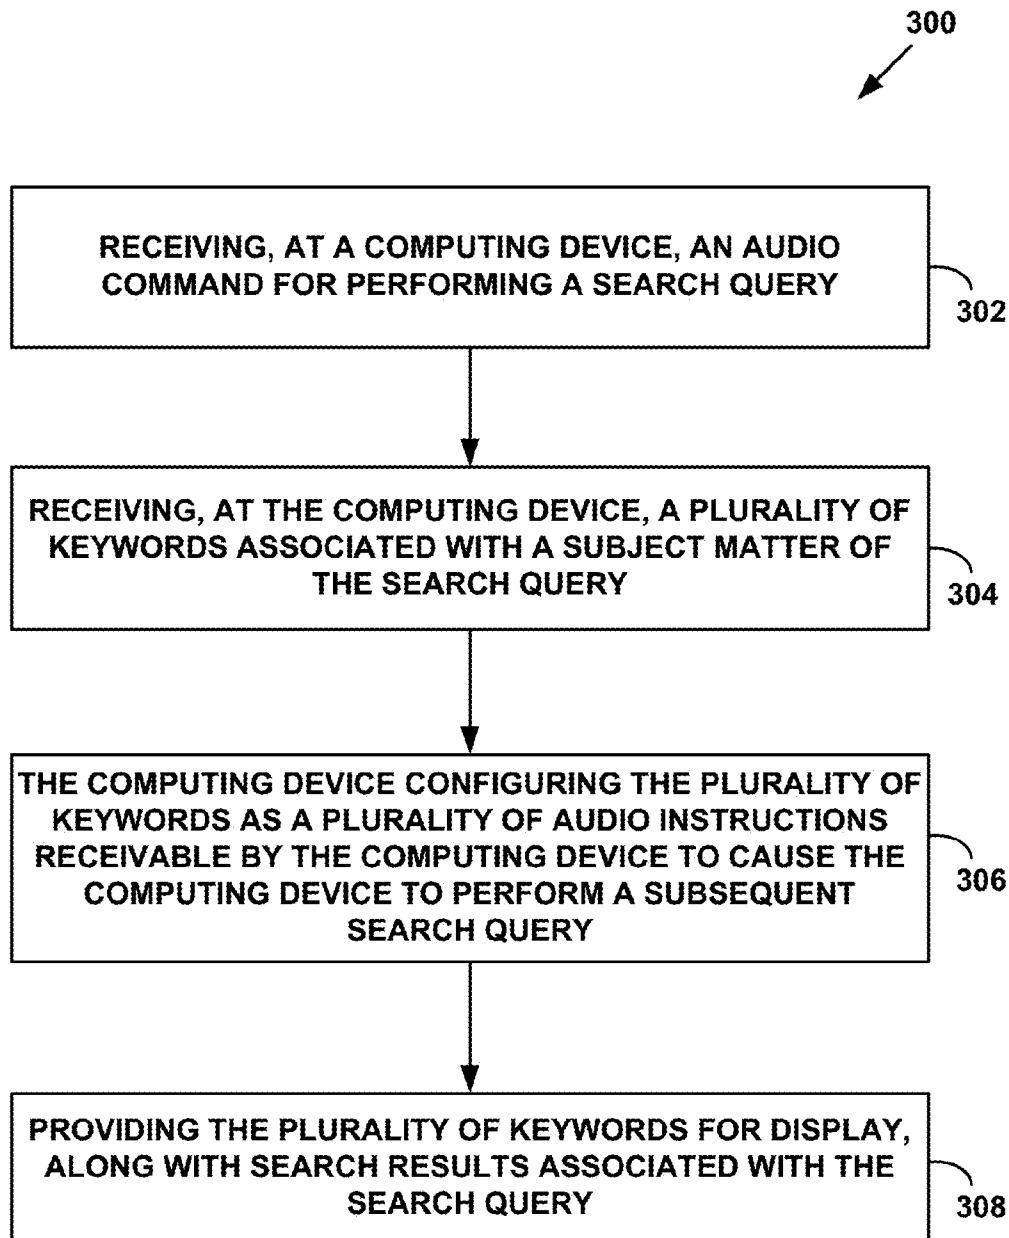 300
RECEIVING, AT A COMPUTING DEVICE, AN AUDIO
COMMAND FOR PERFORMING A SEARCH QUERY
302
RECEIVING, AT THE COMPUTING DEVICE, A PLURALITY OF
KEYWORDS ASSOCIATED WITH A SUBJECT MATTER OF
THE SEARCH QUERY
304
THE COMPUTING DEVICE CONFIGURING THE PLURALITY OF
KEYWORDS AS A PLURALITY OF AUDIO INSTRUCTIONS
RECEIVABLE BY THE COMPUTING DEVICE TO CAUSE THE
COMPUTING DEVICE TO PERFORM A SUBSEQUENT
SEARCH QUERY
306
PROVIDING THE PLURALITY OF KEYWORDS FOR DISPLAY,
ALONG WITH SEARCH RESULTS ASSOCIATED WITH THE
SEARCH QUERY
308